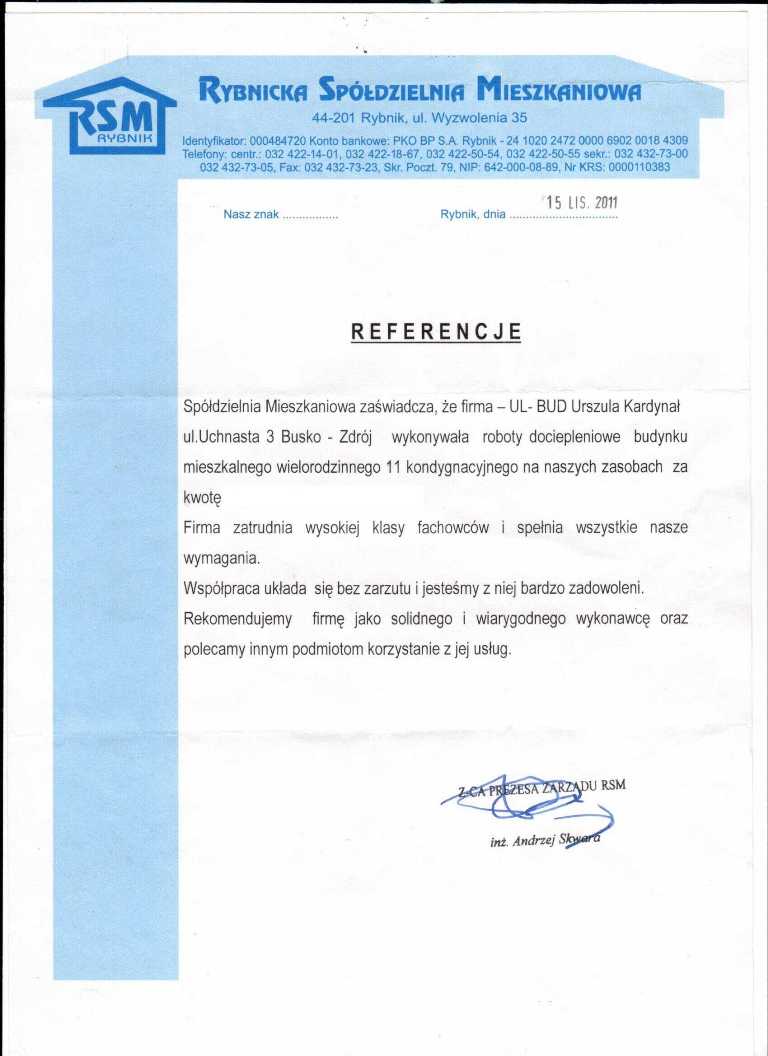 RSM
RYBNIK
RYBNICKA SPÓŁDZIELNIA MIESZKANIOWA
44-201 Rybnik, ul. Wyzwolenia 35
Identyfikator: 000484720 Konto bankowe: PKO BP S.A. Rybnik - 24 1020 2472 0000 6902 0018 4309
Telefony: centr.: 032 422-14-01, 032 422-18-67, 032 422-50-54, 032 422-50-55 sekr.: 032 432-73-00
032 432-73-05, Fax: 032 432-73-23, Skr. Poczt. 79, NIP: 642-000-08-89, Nr KRS: 0000110383
Nasz znak .................
Rybnik, dnia ................................. 15 LIS. 2011
REFERENCJE
Spółdzielnia Mieszkaniowa zaświadcza, że firma – UL- BUD Urszula Kardynał
ul.Uchnasta 3 Busko - Zdrój wykonywała roboty dociepleniowe budynku
mieszkalnego wielorodzinnego 11 kondygnacyjnego na naszych zasobach za
kwotę
Firma zatrudnia wysokiej klasy fachowców i spełnia wszystkie nasze
wymagania.
Współpraca układa się bez zarzutu i jesteśmy z niej bardzo zadowoleni.
Rekomendujemy firmę jako solidnego i wiarygodnego wykonawcę oraz
polecamy innym podmiotom korzystanie z jej usług.
Z-CA PREZESA ZARZĄDU RSM
inż. Andrzej Skwara